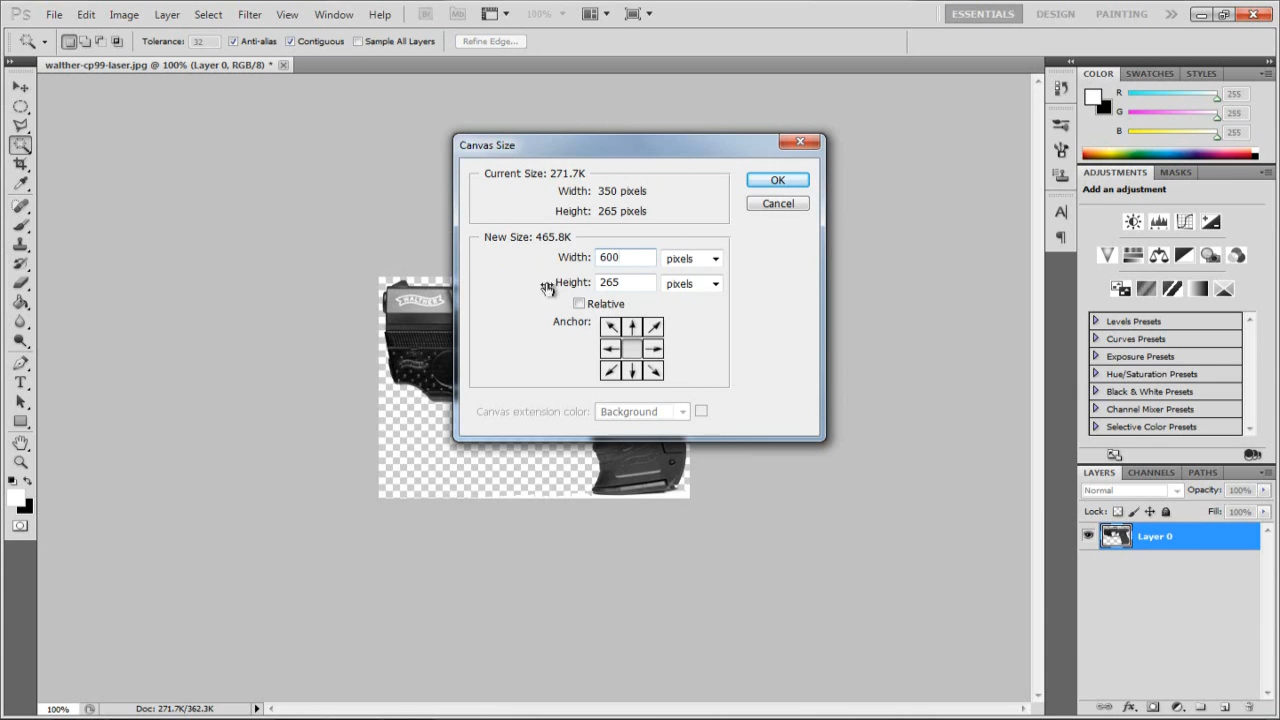 Ps File Edit Image Layer Select Filter View Window Help Br Mb 100% ESSENTIALS DESIGN PAINTING
Tolerance: 32 Anti-alias Contiguous Sample All Layers Refine Edge...
walther-cp99-laser.jpg @ 100% (Layer 0, RGB/8) *
COLOR SWATCHES STYLES
R 255
G 255
B 255
Canvas Size
Current Size: 271.7K
Width: 350 pixels
Height: 265 pixels
OK
Cancel
New Size: 465.8K
Width: 600 pixels
Height: 265 pixels
Relative
Anchor:
Canvas extension color: Background
WALTHER
ADJUSTMENTS MASKS
Add an adjustment
Levels Presets
Curves Presets
Exposure Presets
Hue/Saturation Presets
Black & White Presets
Channel Mixer Presets
Selective Color Presets
LAYERS CHANNELS PATHS
Normal Opacity: 100%
Lock: Fill: 100%
Layer 0
100% Doc: 271.7K/362.3K